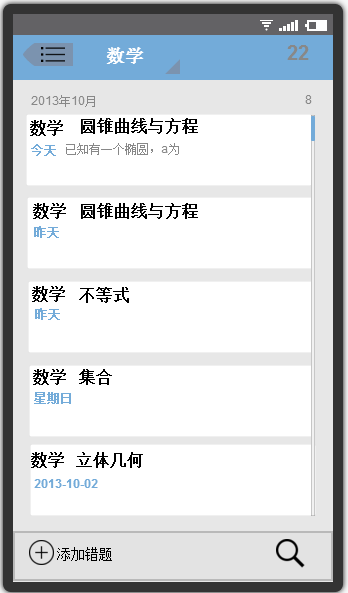 数学 22
2013年10月 8
数学 圆锥曲线与方程
今天 已知有一个椭圆，a为
数学 圆锥曲线与方程
昨天
数学 不等式
昨天
数学 集合
星期日
数学 立体几何
2013-10-02
添加错题